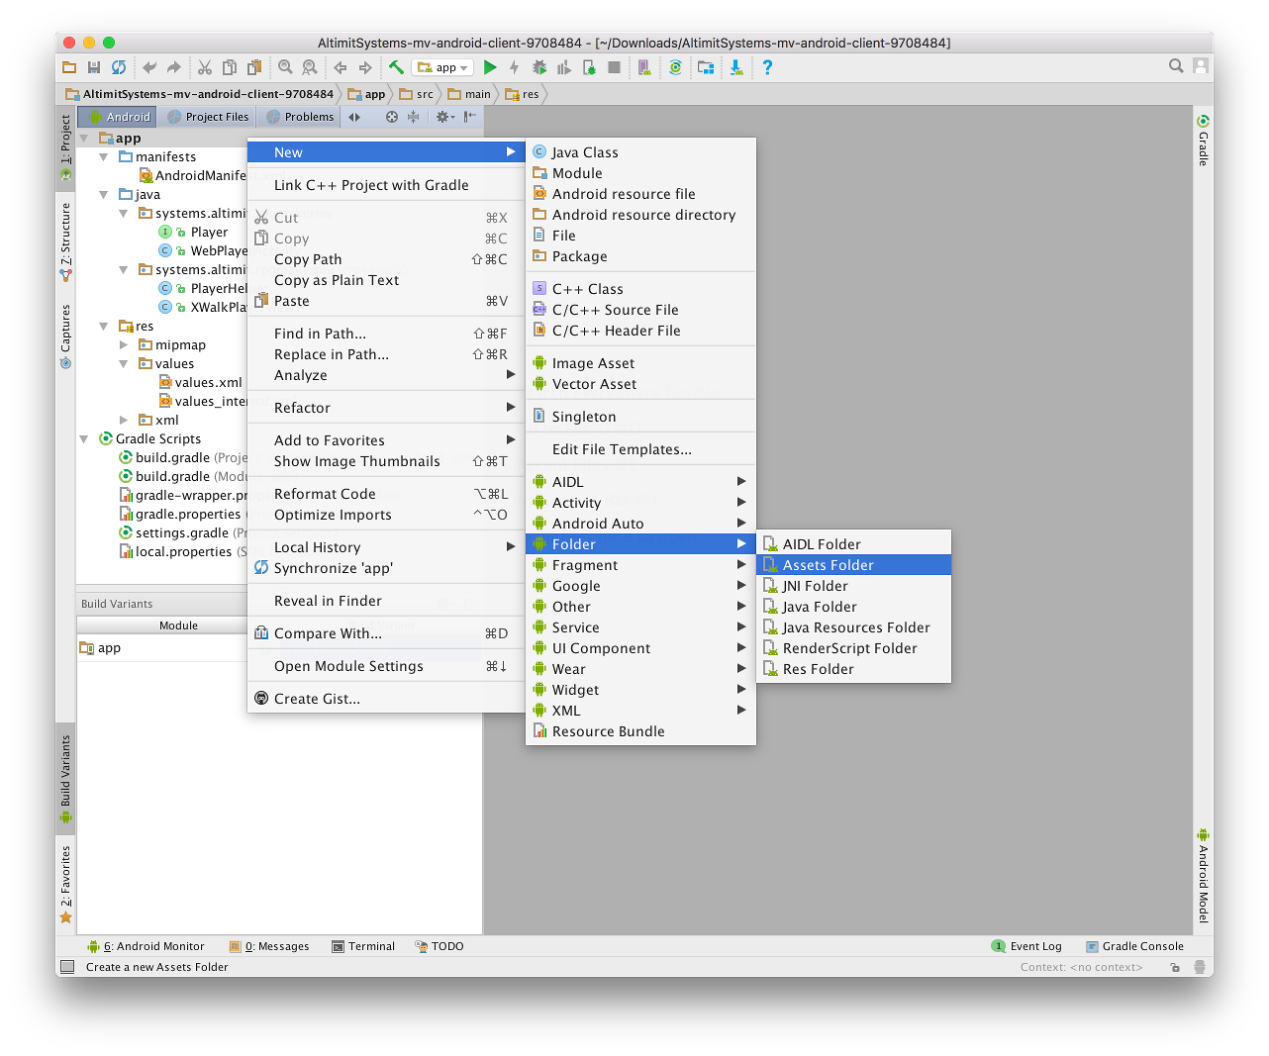 AltimitSystems-mv-android-client-9708484 - [~/Downloads/AltimitSystems-mv-android-client-9708484]
app
AltimitSystems-mv-android-client-9708484
app
src
main
res
Android
Project Files
Problems
1: Project
Z: Structure
Captures
Build Variants
2: Favorites
Gradle
Android Model
app
manifests
AndroidManifest
java
systems.altimit
Player
WebPlaye
systems.altimit
PlayerHel
XWalkPla
res
mipmap
values
values.xml
values_inte
xml
Gradle Scripts
build.gradle (Proje
build.gradle (Modu
gradle-wrapper.pr
gradle.properties
settings.gradle (Pr
local.properties (S
Build Variants
Module
app
New
Link C++ Project with Gradle
Cut ⌘X
Copy ⌘C
Copy Path ⇧⌘C
Copy as Plain Text
Paste ⌘V
Find in Path... ⇧⌘F
Replace in Path... ⇧⌘R
Analyze
Refactor
Add to Favorites
Show Image Thumbnails ⇧⌘T
Reformat Code ⌥⌘L
Optimize Imports ^⌥O
Local History
Synchronize 'app'
Reveal in Finder
Compare With... ⌘D
Open Module Settings ⌘↓
Create Gist...
Java Class
Module
Android resource file
Android resource directory
File
Package
C++ Class
C/C++ Source File
C/C++ Header File
Image Asset
Vector Asset
Singleton
Edit File Templates...
AIDL
Activity
Android Auto
Folder
Fragment
Google
Other
Service
UI Component
Wear
Widget
XML
Resource Bundle
AIDL Folder
Assets Folder
JNI Folder
Java Folder
Java Resources Folder
RenderScript Folder
Res Folder
6: Android Monitor
0: Messages
Terminal
TODO
1 Event Log
Gradle Console
Create a new Assets Folder
Context: <no context>